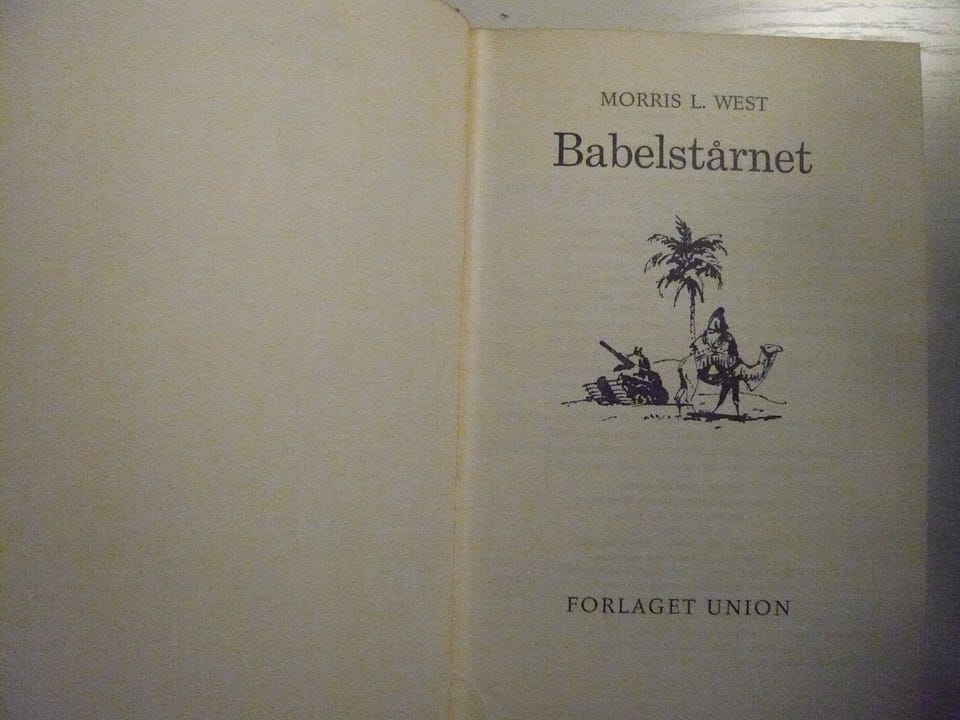 MORRIS L. WEST
Babelstårnet
FORLAGET UNION